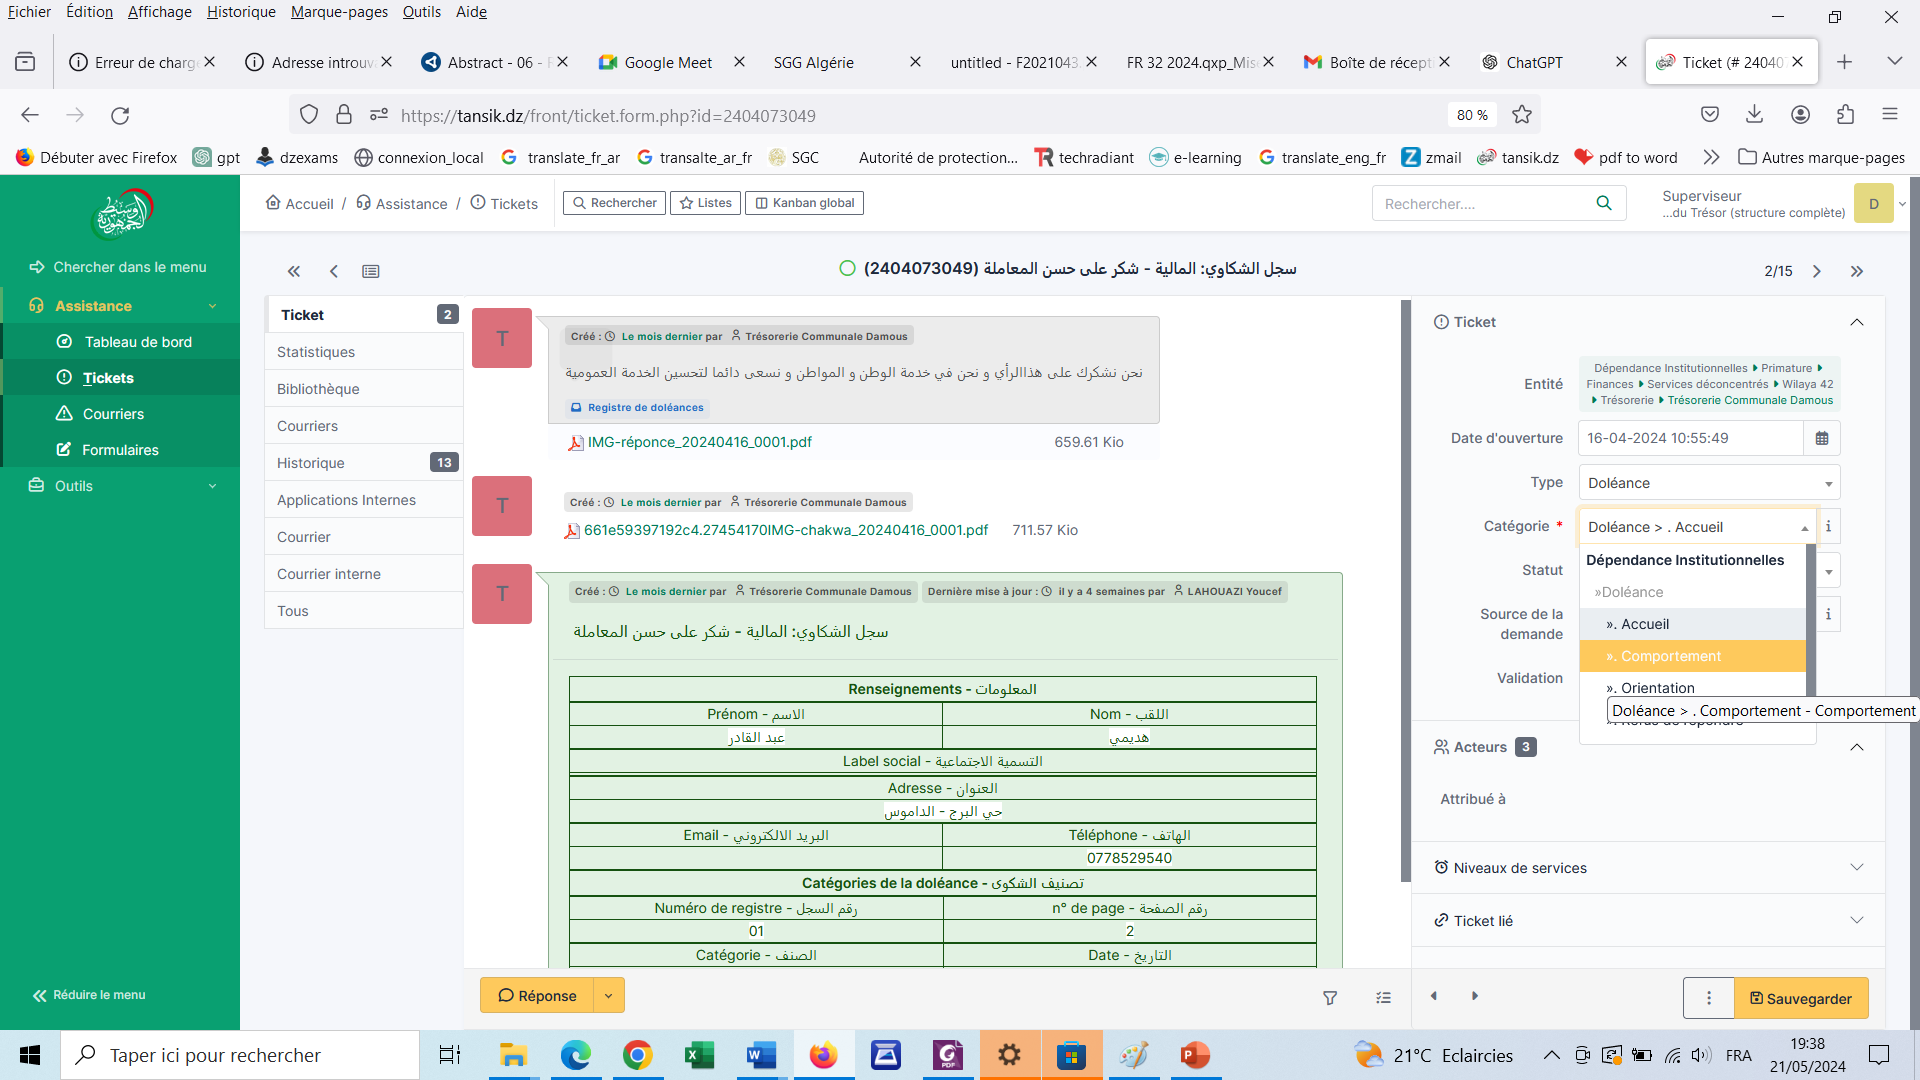 Fichier Édition Affichage Historique Marque-pages Outils Aide
Erreur de charge
Adresse introuva
Abstract - 06 -
Google Meet
SGG Algérie
untitled - F2021043.
FR 32 2024.qxp_Mise
Boîte de récept
ChatGPT
Ticket (# 24040
https://tansik.dz/front/ticket.form.php?id=2404073049
80 %
Débuter avec Firefox
gpt
dzexams
connexion_local
translate_fr_ar
transalte_ar_fr
SGC
Autorité de protection...
techradiant
e-learning
translate_eng_fr
zmail
tansik.dz
pdf to word
Autres marque-pages
وسيط الجمهورية
Accueil / Assistance / Tickets
Rechercher
Listes
Kanban global
Rechercher....
Superviseur
...du Trésor (structure complète)
D
Chercher dans le menu
Assistance
Tableau de bord
Tickets
Courriers
Formulaires
Outils
Réduire le menu
سجل الشكاوي: المالية - شكر على حسن المعاملة (2404073049)
2/15
Ticket 2
Statistiques
Bibliothèque
Courriers
Historique 13
Applications Internes
Courrier
Courrier interne
Tous
T
Créé : Le mois dernier par Trésorerie Communale Damous
نحن نشكرك على هذاالرأي و نحن في خدمة الوطن و المواطن و نسعى دائما لتحسين الخدمة العمومية
Registre de doléances
IMG-réponce_20240416_0001.pdf 659.61 Kio
T
Créé : Le mois dernier par Trésorerie Communale Damous
661e59397192c4.27454170IMG-chakwa_20240416_0001.pdf 711.57 Kio
T
Créé : Le mois dernier par Trésorerie Communale Damous Dernière mise à jour : il y a 4 semaines par LAHOUAZI Youcef
سجل الشكاوي: المالية - شكر على حسن المعاملة
Renseignements - المعلومات
Prénom - الاسم Nom - اللقب
عبد القادر هديمي
Label social - التسمية الاجتماعية
Adresse - العنوان
حي البرج - الداموس
Email - البريد الالكتروني Téléphone - الهاتف
0778529540
Catégories de la doléance - تصنيف الشكوى
Numéro de registre - رقم السجل n° de page - رقم الصفحة
01 2
Catégorie - الصنف Date - التاريخ
Réponse
Ticket
Entité
Dépendance Institutionnelles Primature
Finances Services déconcentrés Wilaya 42
Trésorerie Trésorerie Communale Damous
Date d'ouverture 16-04-2024 10:55:49
Type Doléance
Catégorie * Doléance > . Accueil i
Dépendance Institutionnelles
»Doléance
». Accueil
». Comportement
». Orientation
Doléance > . Comportement - Comportement
Statut
Source de la
demande
i
Validation
Acteurs 3
Attribué à
Niveaux de services
Ticket lié
Sauvegarder
Taper ici pour rechercher
21°C Eclaircies
FRA
19:38
21/05/2024